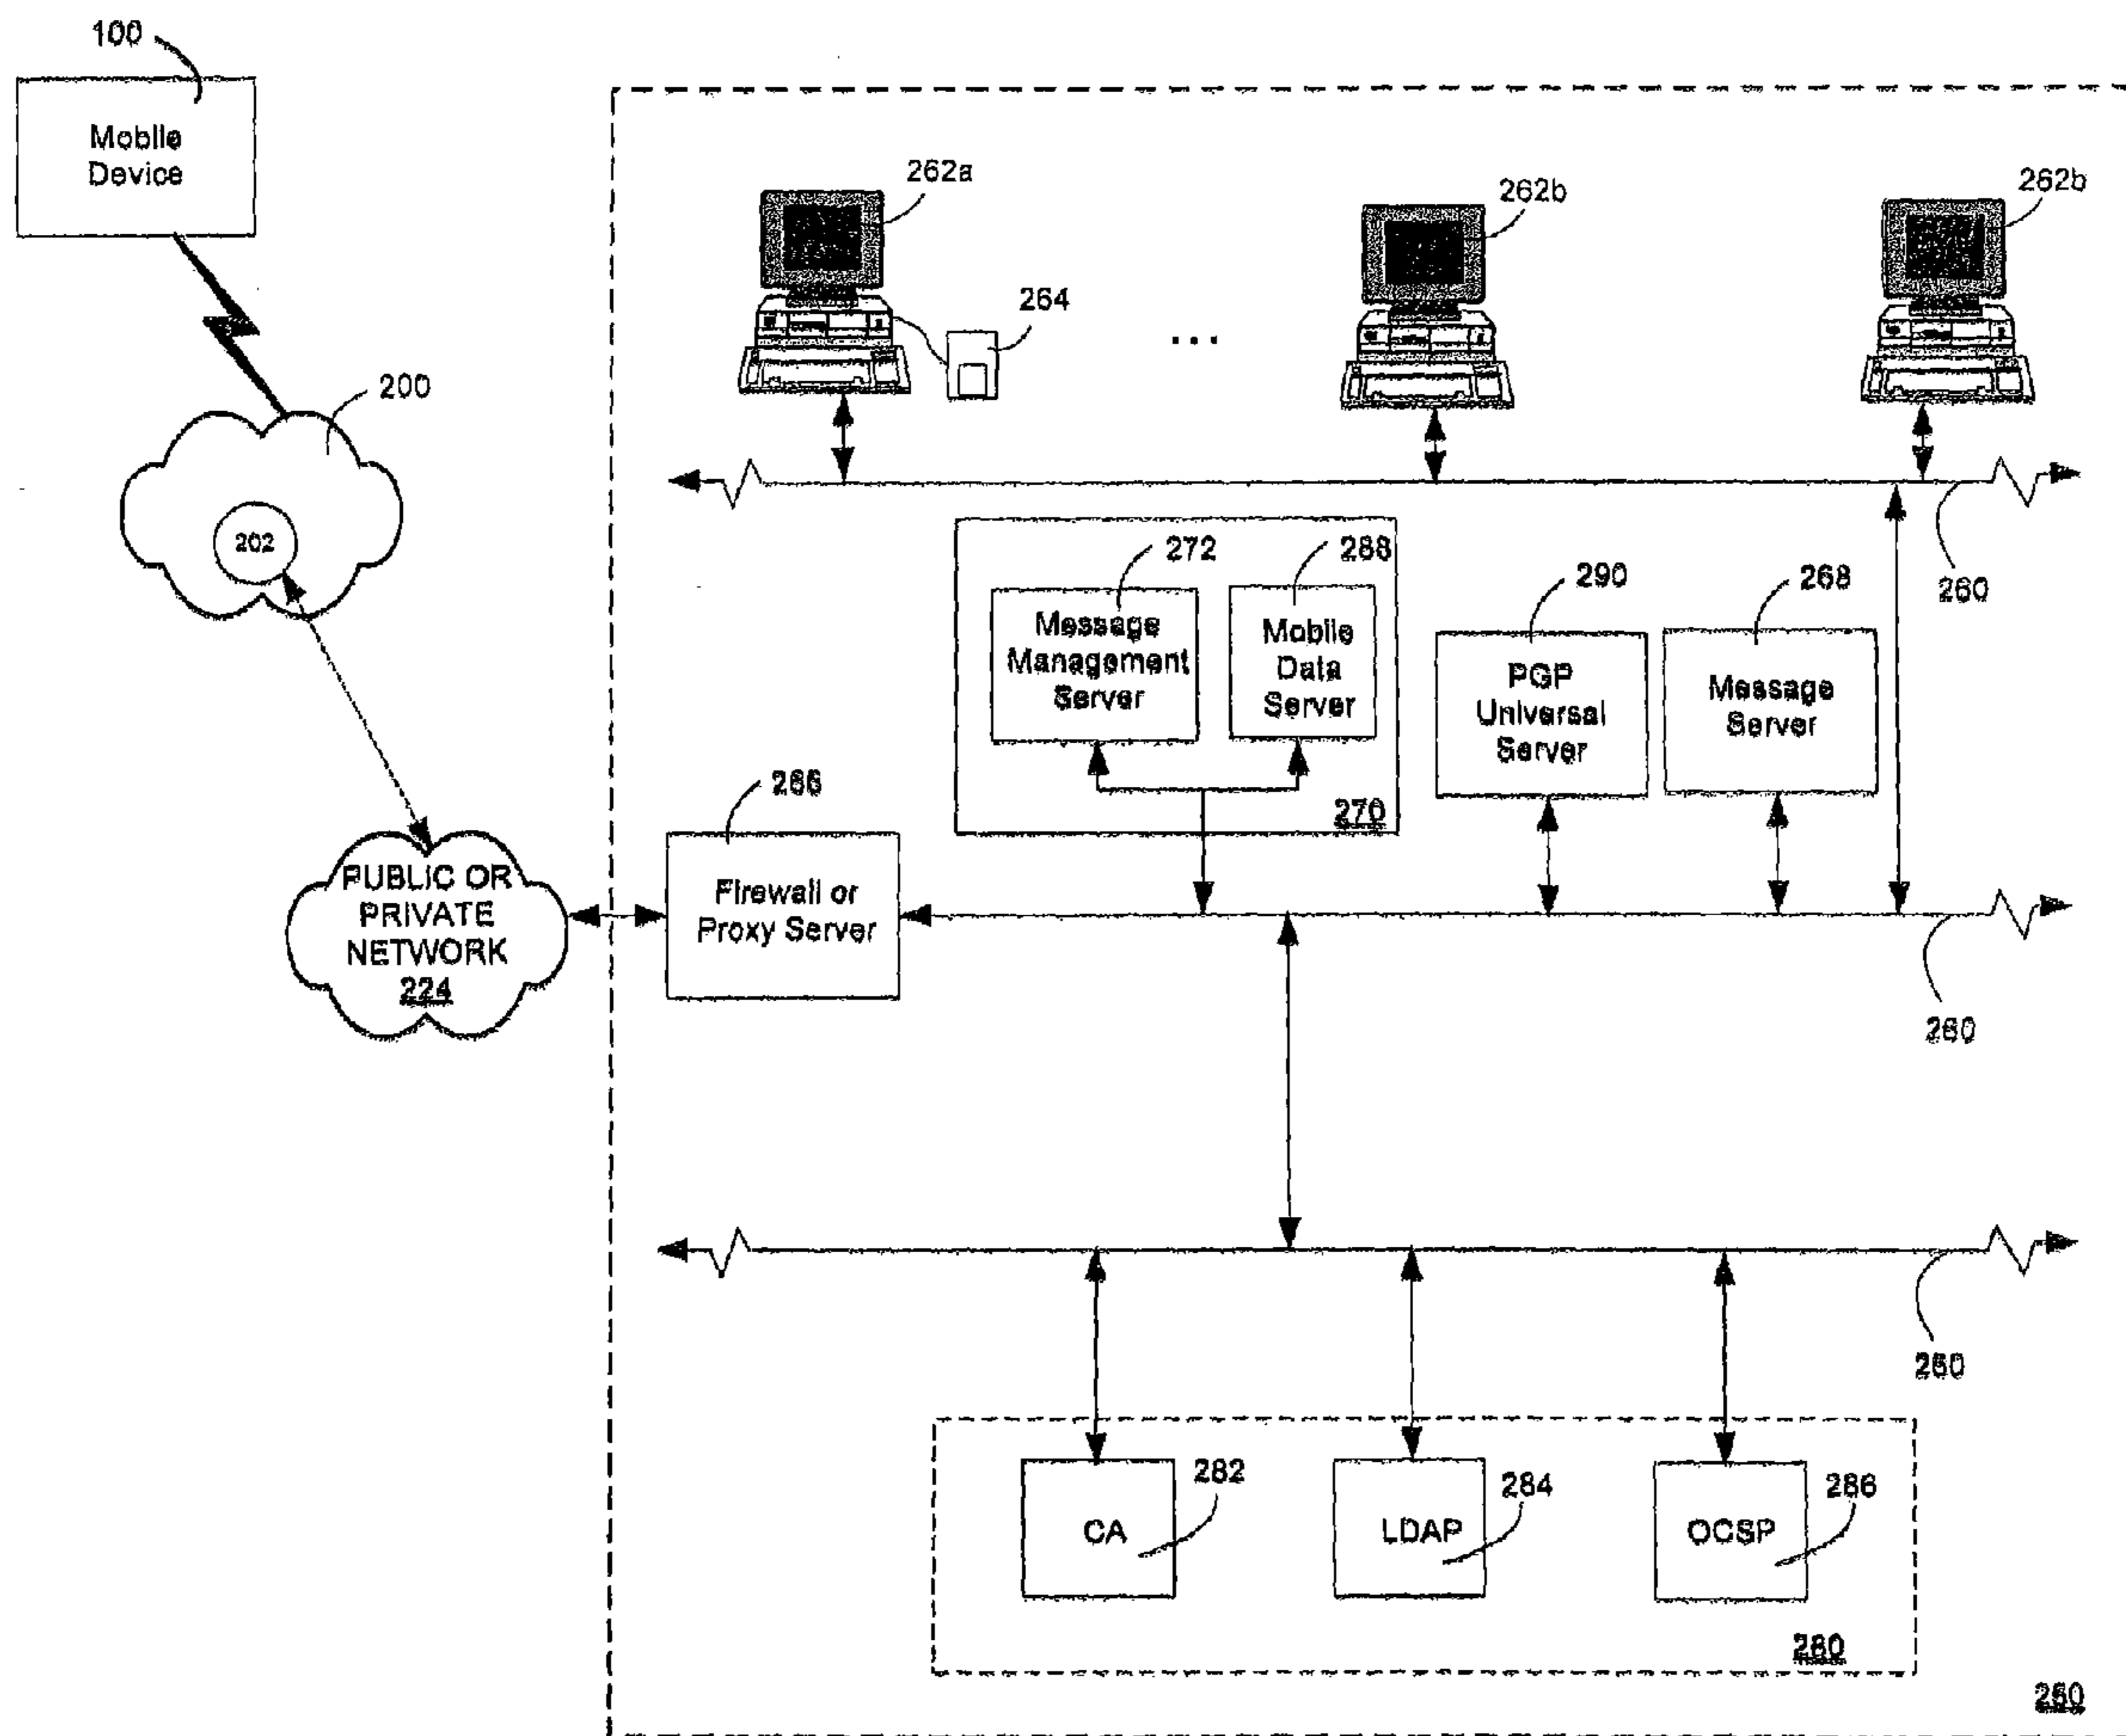 100
Mobile
Device
200
202
PUBLIC OR
PRIVATE
NETWORK
224
262a
264
...
262b
262b
260
272
Message
Management
Server
288
Mobile
Data
Server
270
290
PGP
Universal
Server
268
Message
Server
266
Firewall or
Proxy Server
260
260
282
CA
284
LDAP
286
OCSP
280
250